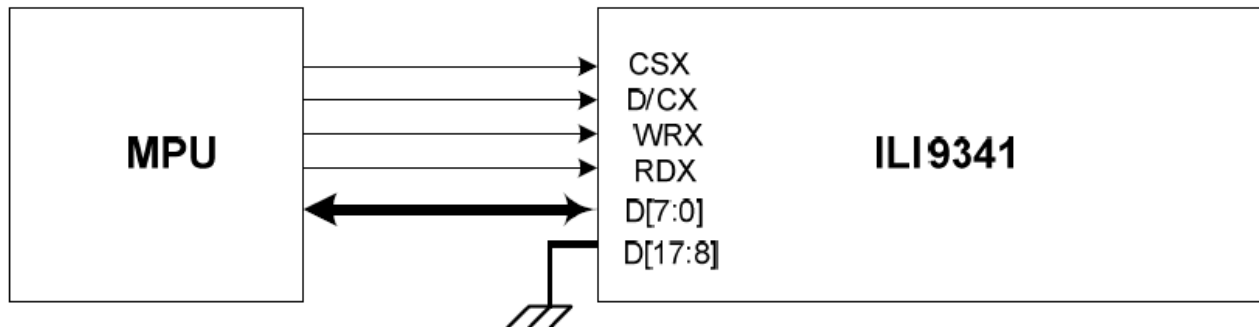 MPU
CSX
D/CX
WRX
RDX
D[7:0]
D[17:8]
ILI9341